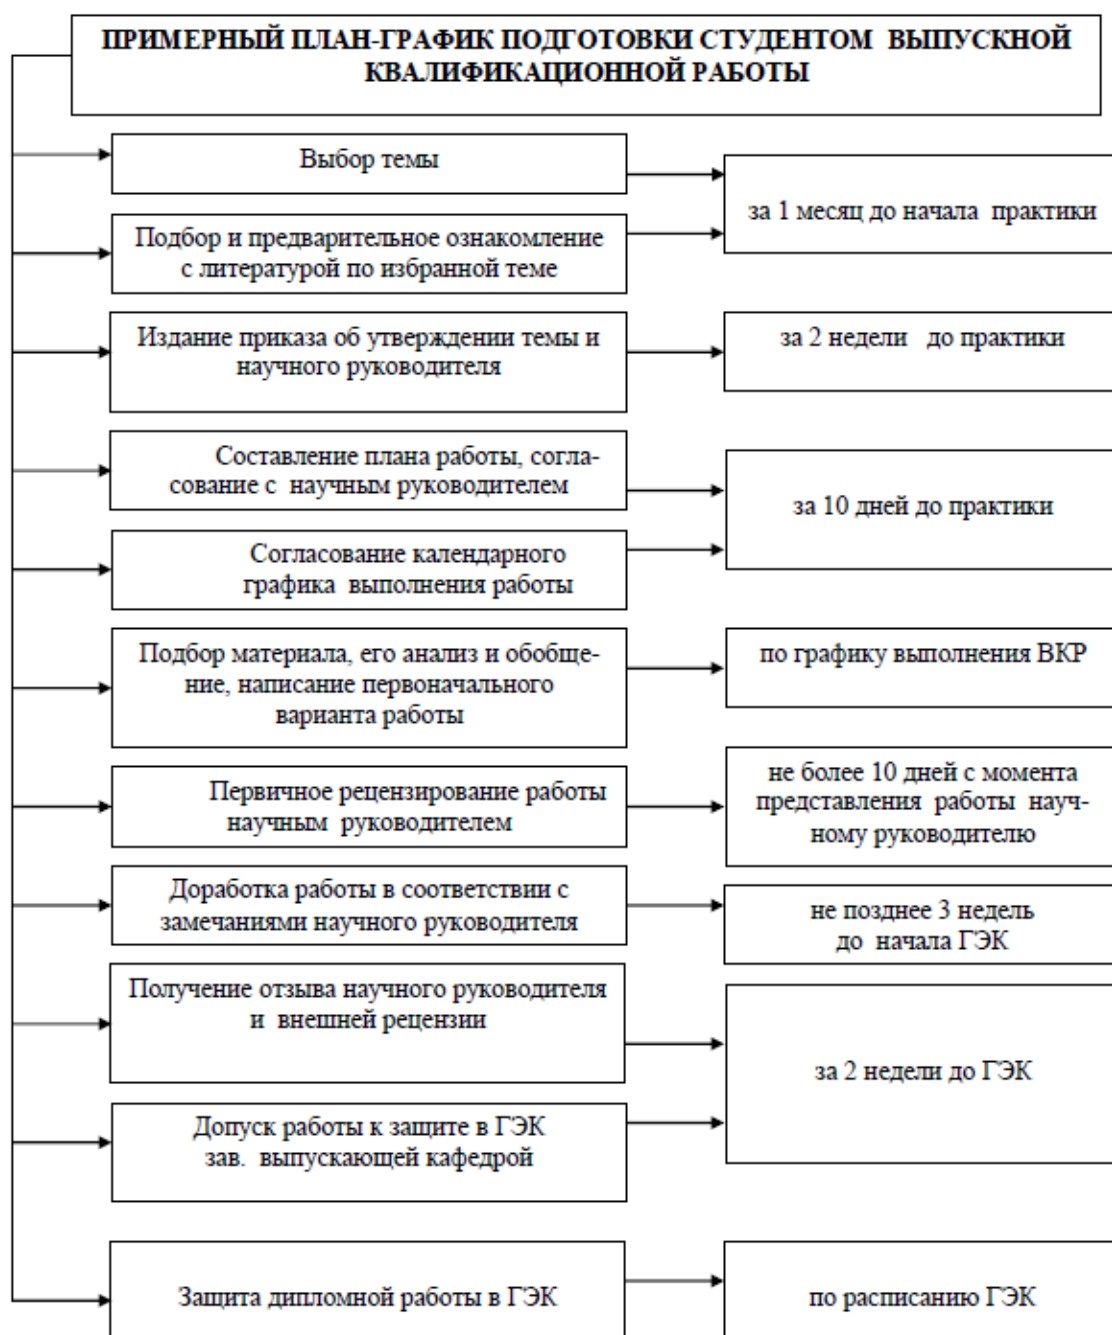 ПРИМЕРНЫЙ ПЛАН-ГРАФИК ПОДГОТОВКИ СТУДЕНТОМ ВЫПУСКНОЙ
КВАЛИФИКАЦИОННОЙ РАБОТЫ
Выбор темы
Подбор и предварительное ознакомление
с литературой по избранной теме
за 1 месяц до начала практики
Издание приказа об утверждении темы и
научного руководителя
за 2 недели до практики
Составление плана работы, согла-
сование с научным руководителем
Согласование календарного
графика выполнения работы
за 10 дней до практики
Подбор материала, его анализ и обобще-
ние, написание первоначального
варианта работы
по графику выполнения ВКР
Первичное рецензирование работы
научным руководителем
не более 10 дней с момента
представления работы науч-
ному руководителю
Доработка работы в соответствии с
замечаниями научного руководителя
не позднее 3 недель
до начала ГЭК
Получение отзыва научного руководителя
и внешней рецензии
Допуск работы к защите в ГЭК
зав. выпускающей кафедрой
за 2 недели до ГЭК
Защита дипломной работы в ГЭК
по расписанию ГЭК